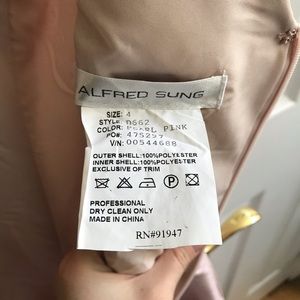 ALFRED SUNG
SIZE: 4
STYLE: D662
COLOR: PEARL PINK
PO#: 475297
V/N: 00544688
OUTER SHELL:100%POLYESTER
INNER SHELL:100%POLYESTER
EXCLUSIVE OF TRIM
PROFESSIONAL
DRY CLEAN ONLY
MADE IN CHINA
RN#91947